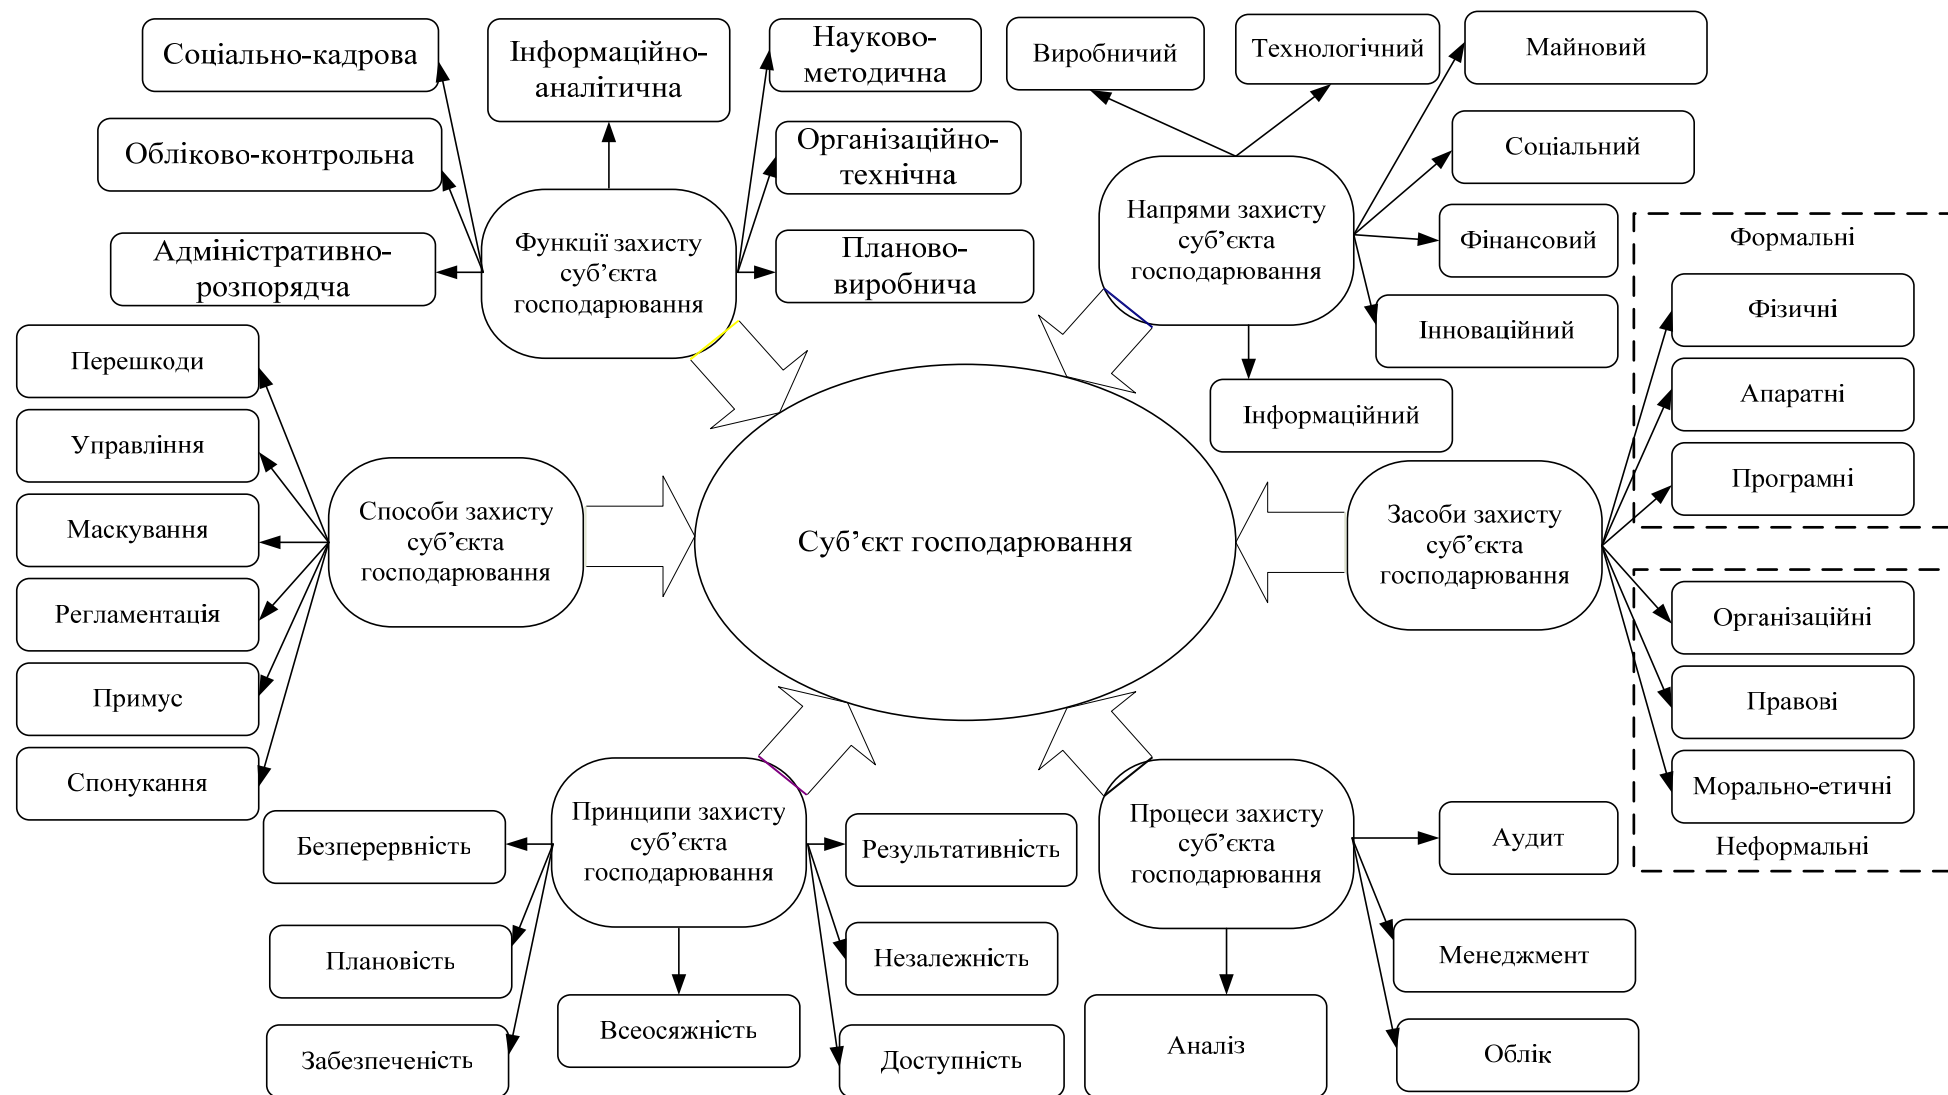 Соціально-кадрова
Інформаційно-
аналітична
Науково-
методична
Обліково-контрольна
Організаційно-
технічна
Адміністративно-
розпорядча
Функції захисту
суб’єкта
господарювання
Планово-
виробнича
Виробничий
Технологічний
Майновий
Соціальний
Напрями захисту
суб’єкта
господарювання
Фінансовий
Інноваційний
Інформаційний
Формальні
Фізичні
Апаратні
Програмні
Перешкоди
Управління
Маскування
Регламентація
Примус
Спонукання
Способи захисту
суб’єкта
господарювання
Суб’єкт господарювання
Засоби захисту
суб’єкта
господарювання
Організаційні
Правові
Морально-етичні
Неформальні
Принципи захисту
суб’єкта
господарювання
Безперервність
Плановість
Забезпеченість
Всеосяжність
Результативність
Незалежність
Доступність
Процеси захисту
суб’єкта
господарювання
Аудит
Менеджмент
Аналіз
Облік